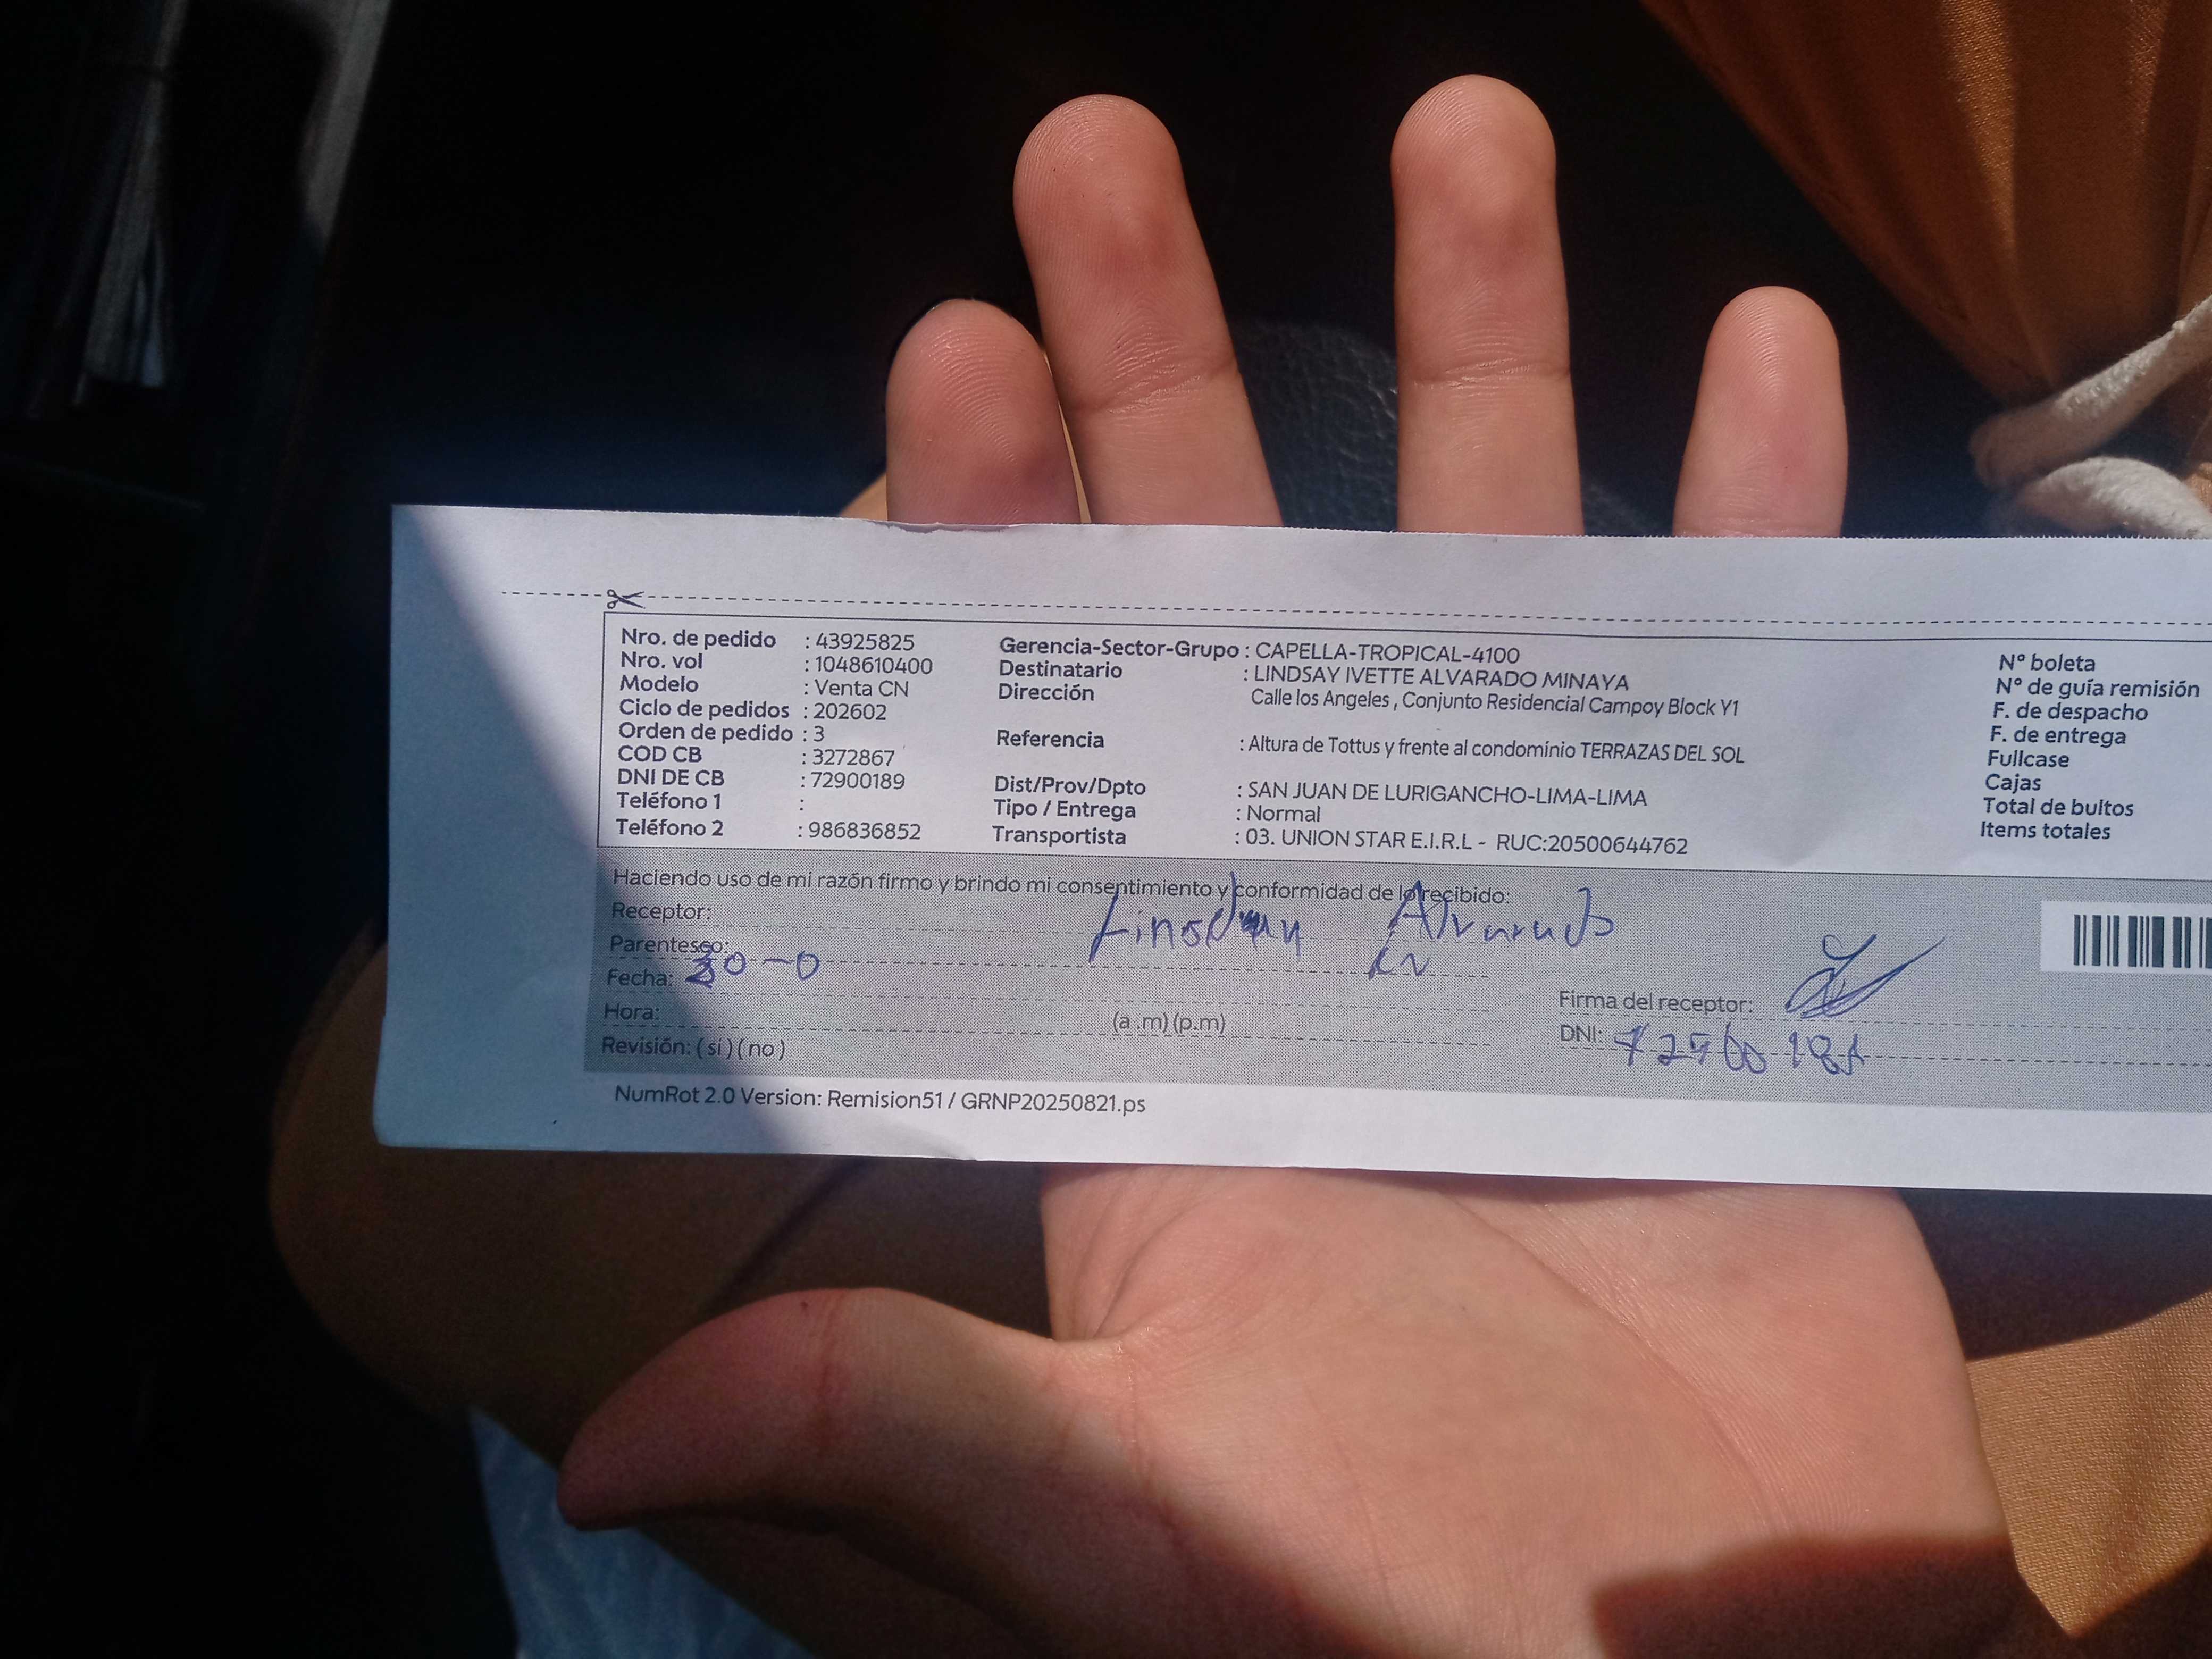 Nro. de pedido : 43925825
Nro. vol : 1048610400
Modelo : Venta CN
Ciclo de pedidos : 202602
Orden de pedido : 3
COD CB : 3272867
DNI DE CB : 72900189
Teléfono 1 :
Teléfono 2 : 986836852
Gerencia-Sector-Grupo : CAPELLA-TROPICAL-4100
Destinatario : LINDSAY IVETTE ALVARADO MINAYA
Dirección Calle los Angeles , Conjunto Residencial Campoy Block Y1
Referencia : Altura de Tottus y frente al condominio TERRAZAS DEL SOL
Dist/Prov/Dpto : SAN JUAN DE LURIGANCHO-LIMA-LIMA
Tipo / Entrega : Normal
Transportista : 03. UNION STAR E.I.R.L - RUC:20500644762
N° boleta
N° de guía remisión
F. de despacho
F. de entrega
Fullcase
Cajas
Total de bultos
Items totales
Haciendo uso de mi razón firmo y brindo mi consentimiento y conformidad de lo recibido:
Receptor:
Parentesco:
Fecha: 30-0
Hora: (a .m) (p.m)
Revisión: ( si ) ( no )
Firma del receptor:
DNI:
NumRot 2.0 Version: Remision51 / GRNP20250821.ps